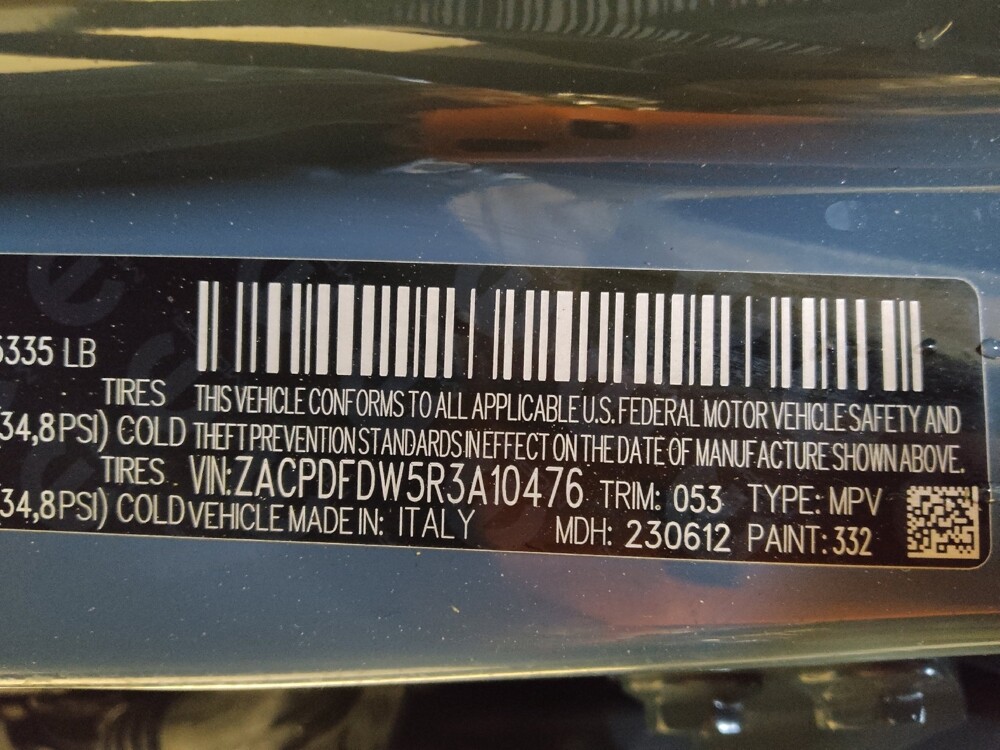 335 LB
TIRES
THIS VEHICLE CONFORMS TO ALL APPLICABLE U.S. FEDERAL MOTOR VEHICLE SAFETY AND
(34,8PSI) COLD
THEFT PREVENTION STANDARDS IN EFFECT ON THE DATE OF MANUFACTURE SHOWN ABOVE.
TIRES
VIN:ZACPDFDW5R3A10476 TRIM: 053 TYPE: MPV
(34,8PSI) COLD
VEHICLE MADE IN: ITALY MDH: 230612 PAINT: 332